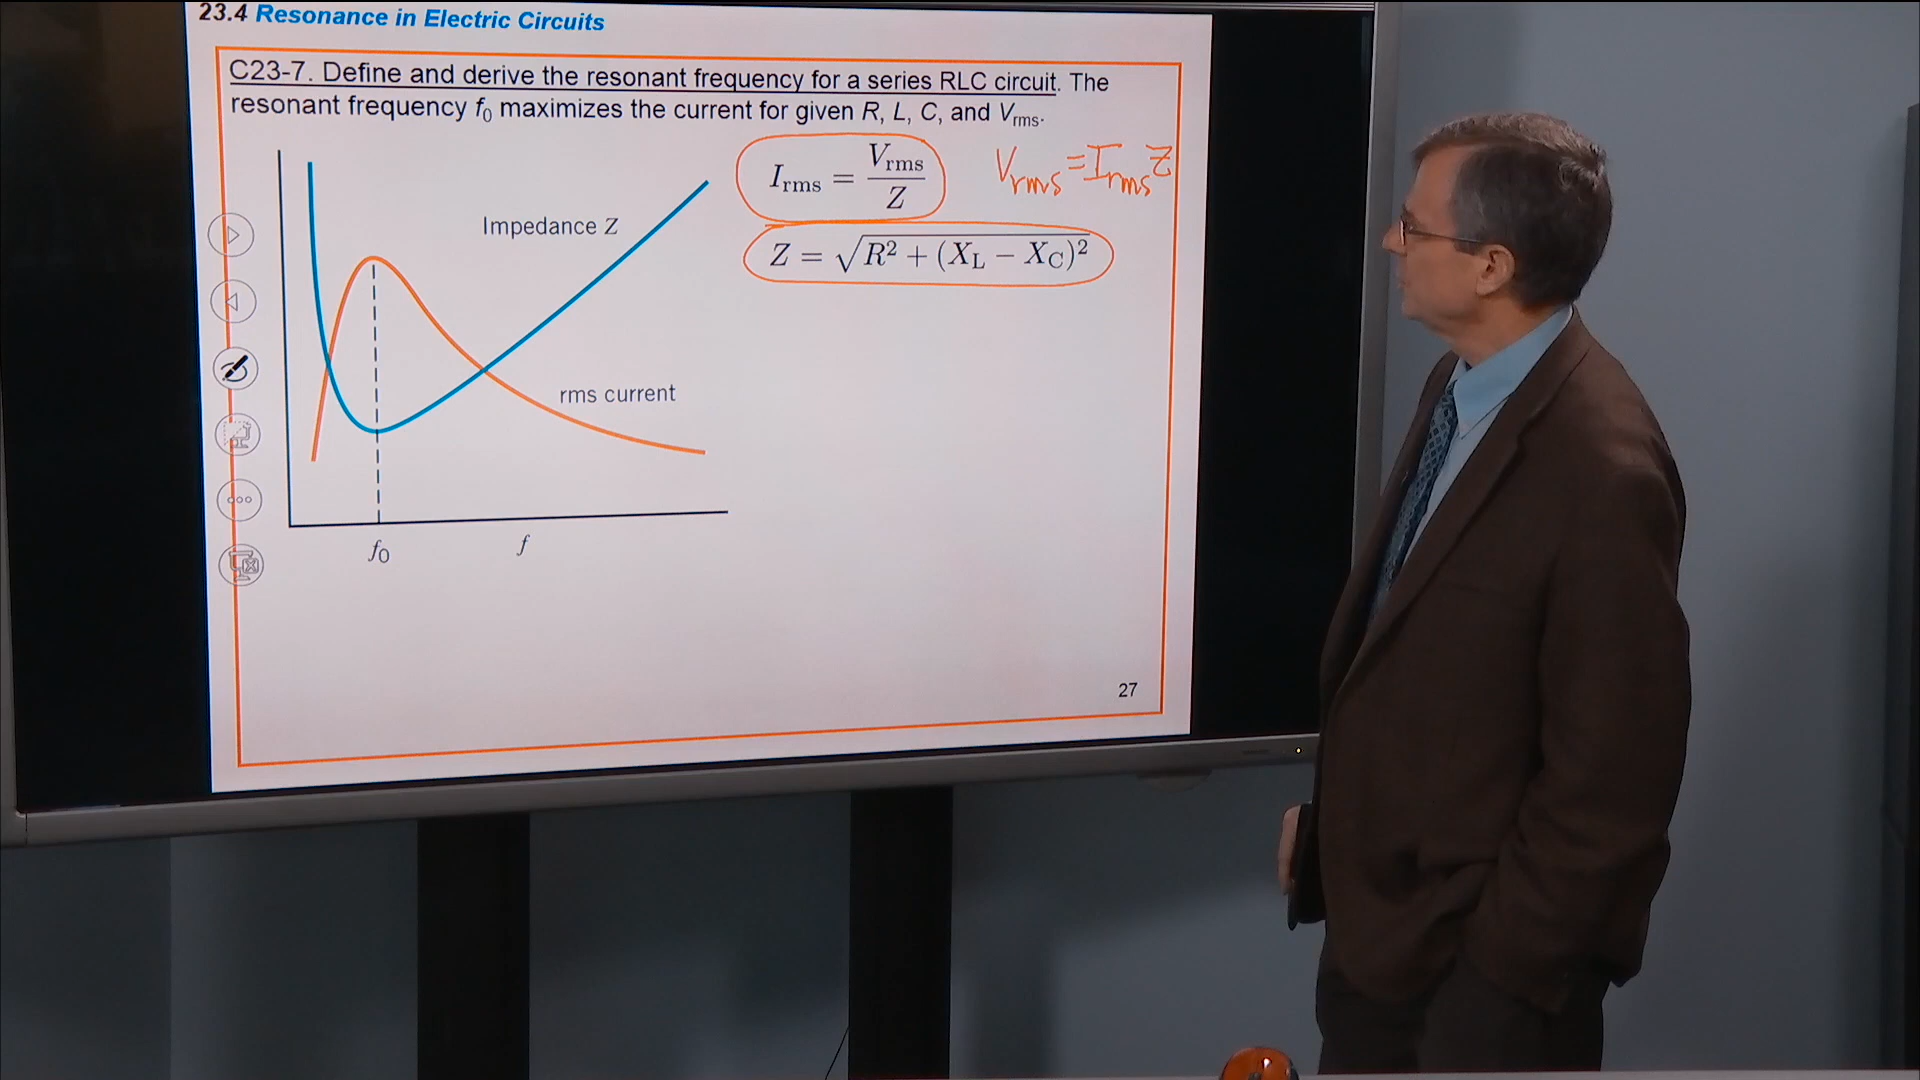 23.4 Resonance in Electric Circuits
C23-7. Define and derive the resonant frequency for a series RLC circuit. The
resonant frequency f₀ maximizes the current for given R, L, C, and Vrms.
Irms = Vrms / Z
Vrms = Irms Z
Z = √(R² + (XL − XC)²)
Impedance Z
rms current
f₀
f
27